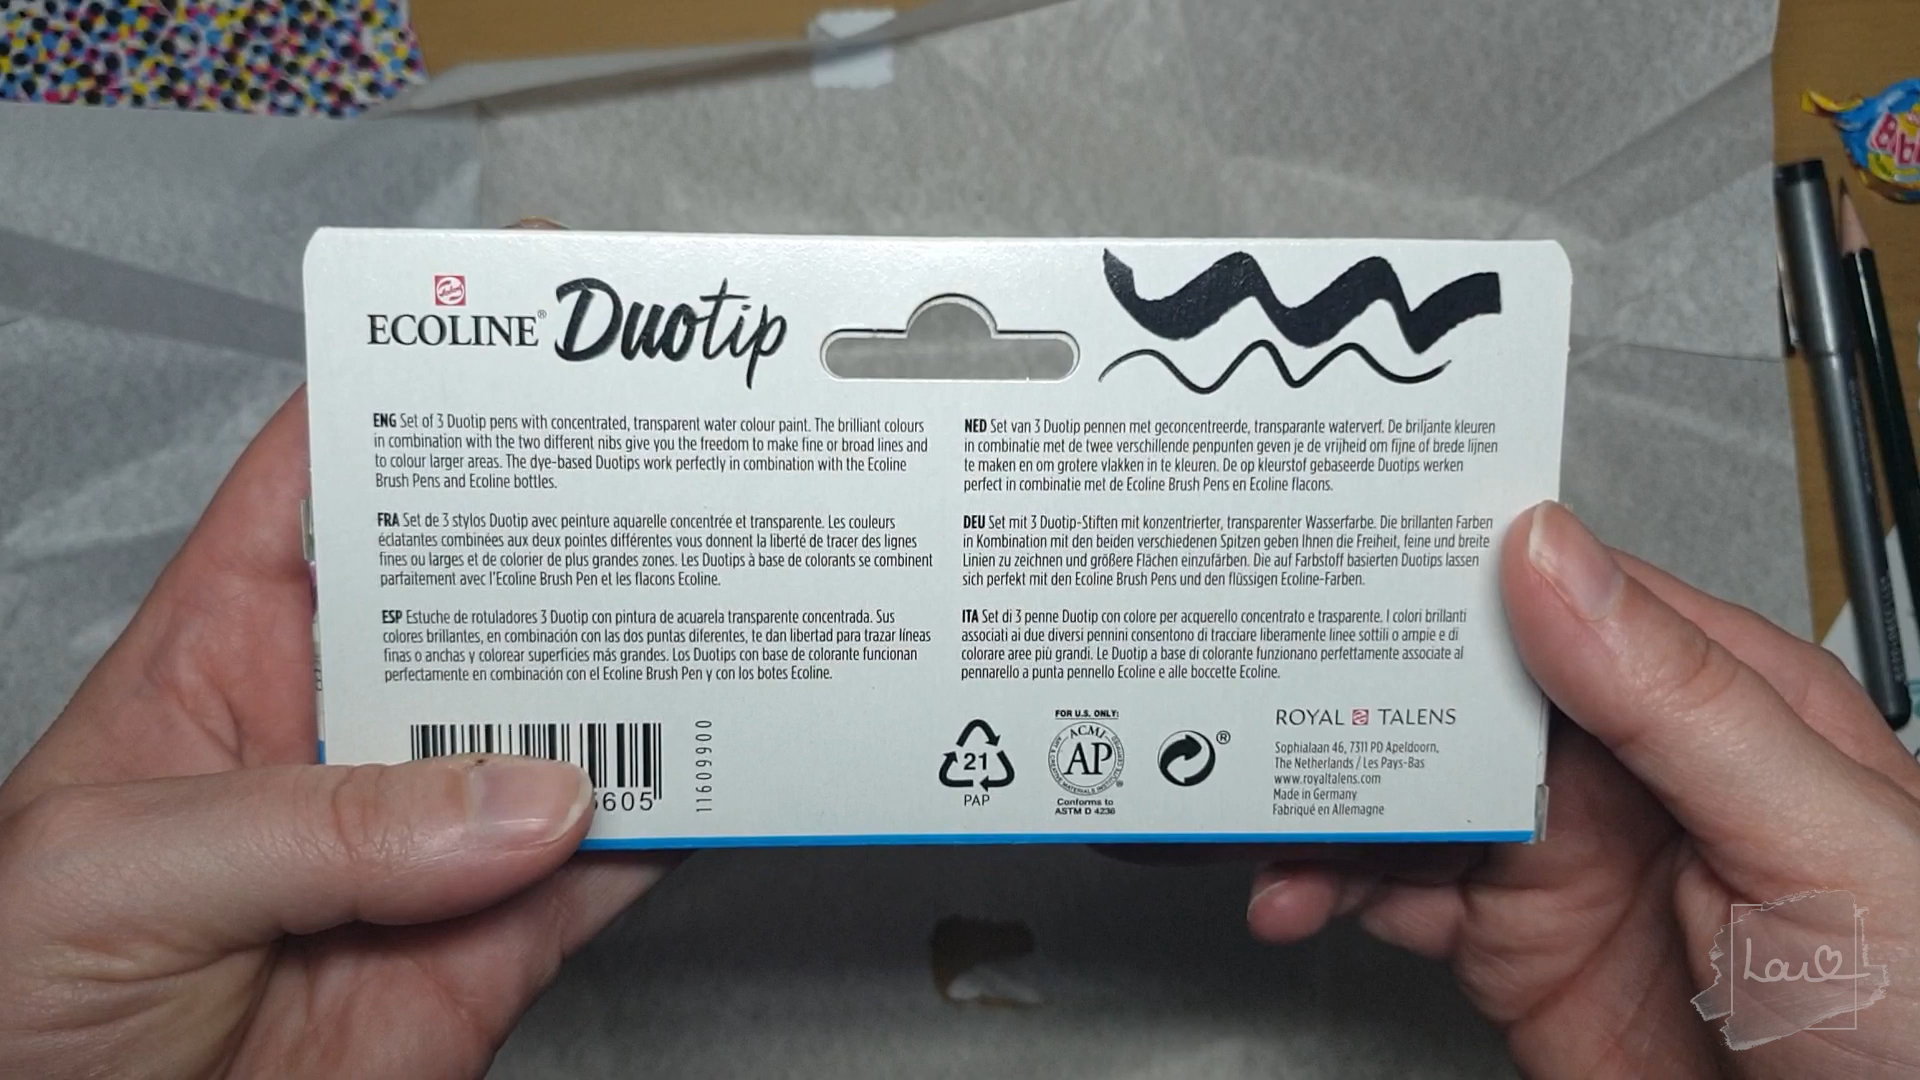 ECOLINE® Duotip
ENG Set of 3 Duotip pens with concentrated, transparent water colour paint. The brilliant colours
in combination with the two different nibs give you the freedom to make fine or broad lines and
to colour larger areas. The dye-based Duotips work perfectly in combination with the Ecoline
Brush Pens and Ecoline bottles.
FRA Set de 3 stylos Duotip avec peinture aquarelle concentrée et transparente. Les couleurs
éclatantes combinées aux deux pointes différentes vous donnent la liberté de tracer des lignes
fines ou larges et de colorier de plus grandes zones. Les Duotips à base de colorants se combinent
parfaitement avec l'Ecoline Brush Pen et les flacons Ecoline.
ESP Estuche de rotuladores 3 Duotip con pintura de acuarela transparente concentrada. Sus
colores brillantes, en combinación con las dos puntas diferentes, te dan libertad para trazar líneas
finas o anchas y colorear superficies más grandes. Los Duotips con base de colorante funcionan
perfectamente en combinación con el Ecoline Brush Pen y con los botes Ecoline.
NED Set van 3 Duotip pennen met geconcentreerde, transparante waterverf. De briljante kleuren
in combinatie met de twee verschillende penpunten geven je de vrijheid om fijne of brede lijnen
te maken en om grotere vlakken in te kleuren. De op kleurstof gebaseerde Duotips werken
perfect in combinatie met de Ecoline Brush Pens en Ecoline flacons.
DEU Set mit 3 Duotip-Stiften mit konzentrierter, transparenter Wasserfarbe. Die brillanten Farben
in Kombination mit den beiden verschiedenen Spitzen geben Ihnen die Freiheit, feine und breite
Linien zu zeichnen und größere Flächen einzufärben. Die auf Farbstoff basierten Duotips lassen
sich perfekt mit den Ecoline Brush Pens und den flüssigen Ecoline-Farben.
ITA Set di 3 penne Duotip con colore per acquerello concentrato e trasparente. I colori brillanti
associati ai due diversi pennini consentono di tracciare liberamente linee sottili o ampie e di
colorare aree più grandi. Le Duotip a base di colorante funzionano perfettamente associate al
pennarello a punta pennello Ecoline e alle boccette Ecoline.
605
11609900
21
PAP
FOR U.S. ONLY:
ACMI
AP
Conforms to
ASTM D 4236
®
ROYAL TALENS
Sophialaan 46, 7311 PD Apeldoorn,
The Netherlands / Les Pays-Bas
www.royaltalens.com
Made in Germany
Fabriqué en Allemagne